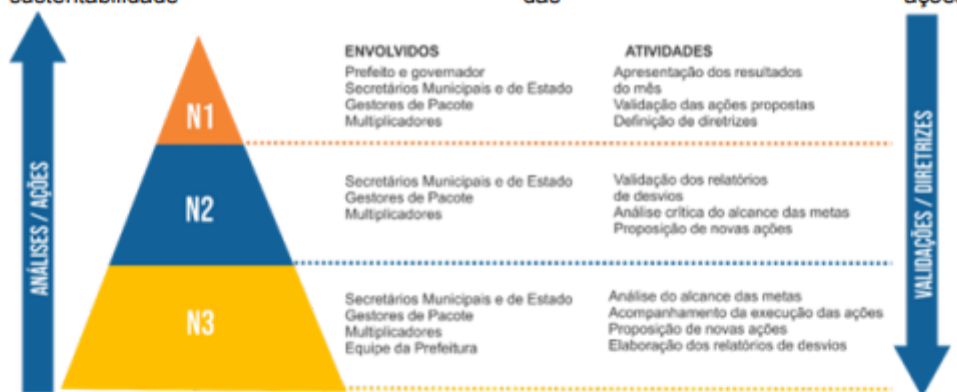 sustentabilidade das ações
ENVOLVIDOS
Prefeito e governador
Secretários Municipais e de Estado
Gestores de Pacote
Multiplicadores
ATIVIDADES
Apresentação dos resultados
do mês
Validação das ações propostas
Definição de diretrizes
N1
Secretários Municipais e de Estado
Gestores de Pacote
Multiplicadores
Validação dos relatórios
de desvios
Análise crítica do alcance das metas
Proposição de novas ações
N2
Secretários Municipais e de Estado
Gestores de Pacote
Multiplicadores
Equipe da Prefeitura
Análise do alcance das metas
Acompanhamento da execução das ações
Proposição de novas ações
Elaboração dos relatórios de desvios
N3
ANÁLISES / AÇÕES
VALIDAÇÕES / DIRETRIZES